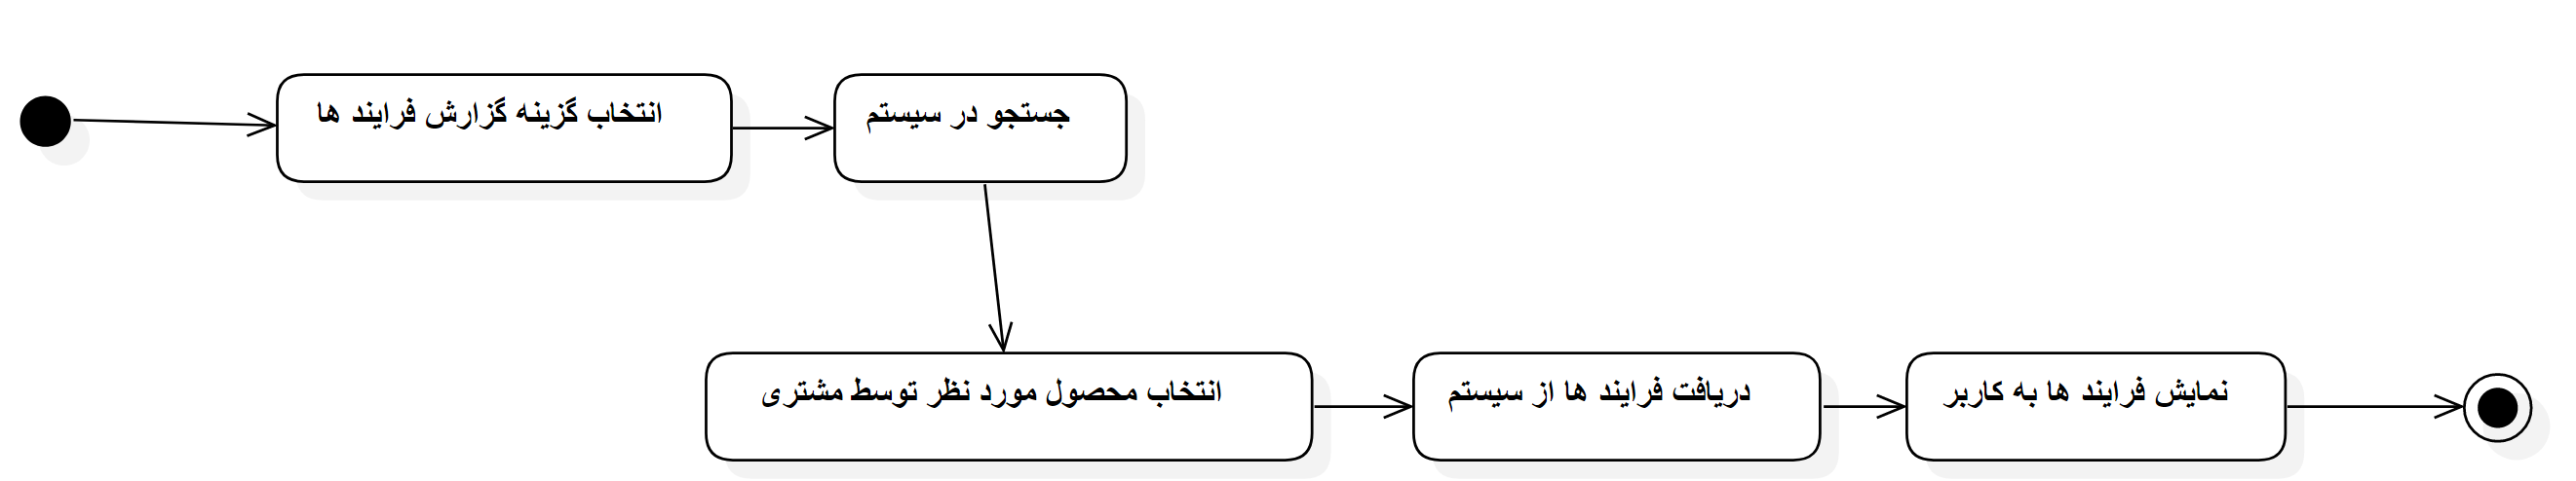 انتخاب گزینه گزارش فرایند ها
جستجو در سیستم
انتخاب محصول مورد نظر توسط مشتری
دریافت فرایند ها از سیستم
نمایش فرایند ها به کاربر